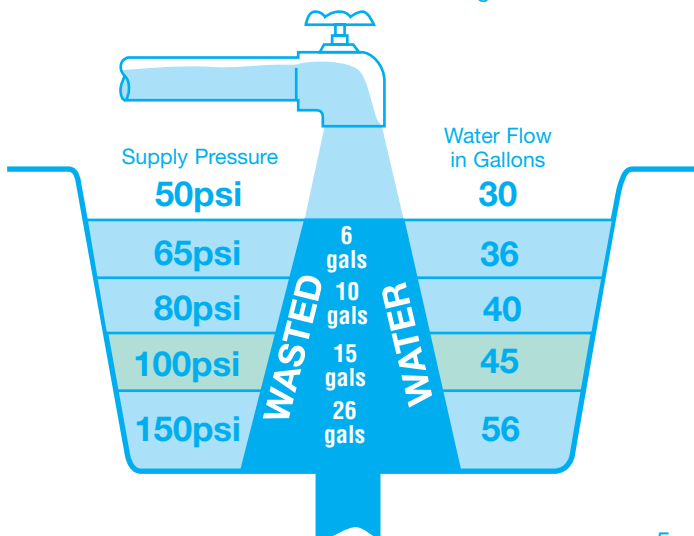 Supply Pressure
Water Flow
in Gallons
50psi
30
65psi
6
gals
36
80psi
10
gals
40
100psi
15
gals
45
150psi
26
gals
56
WASTED
WATER